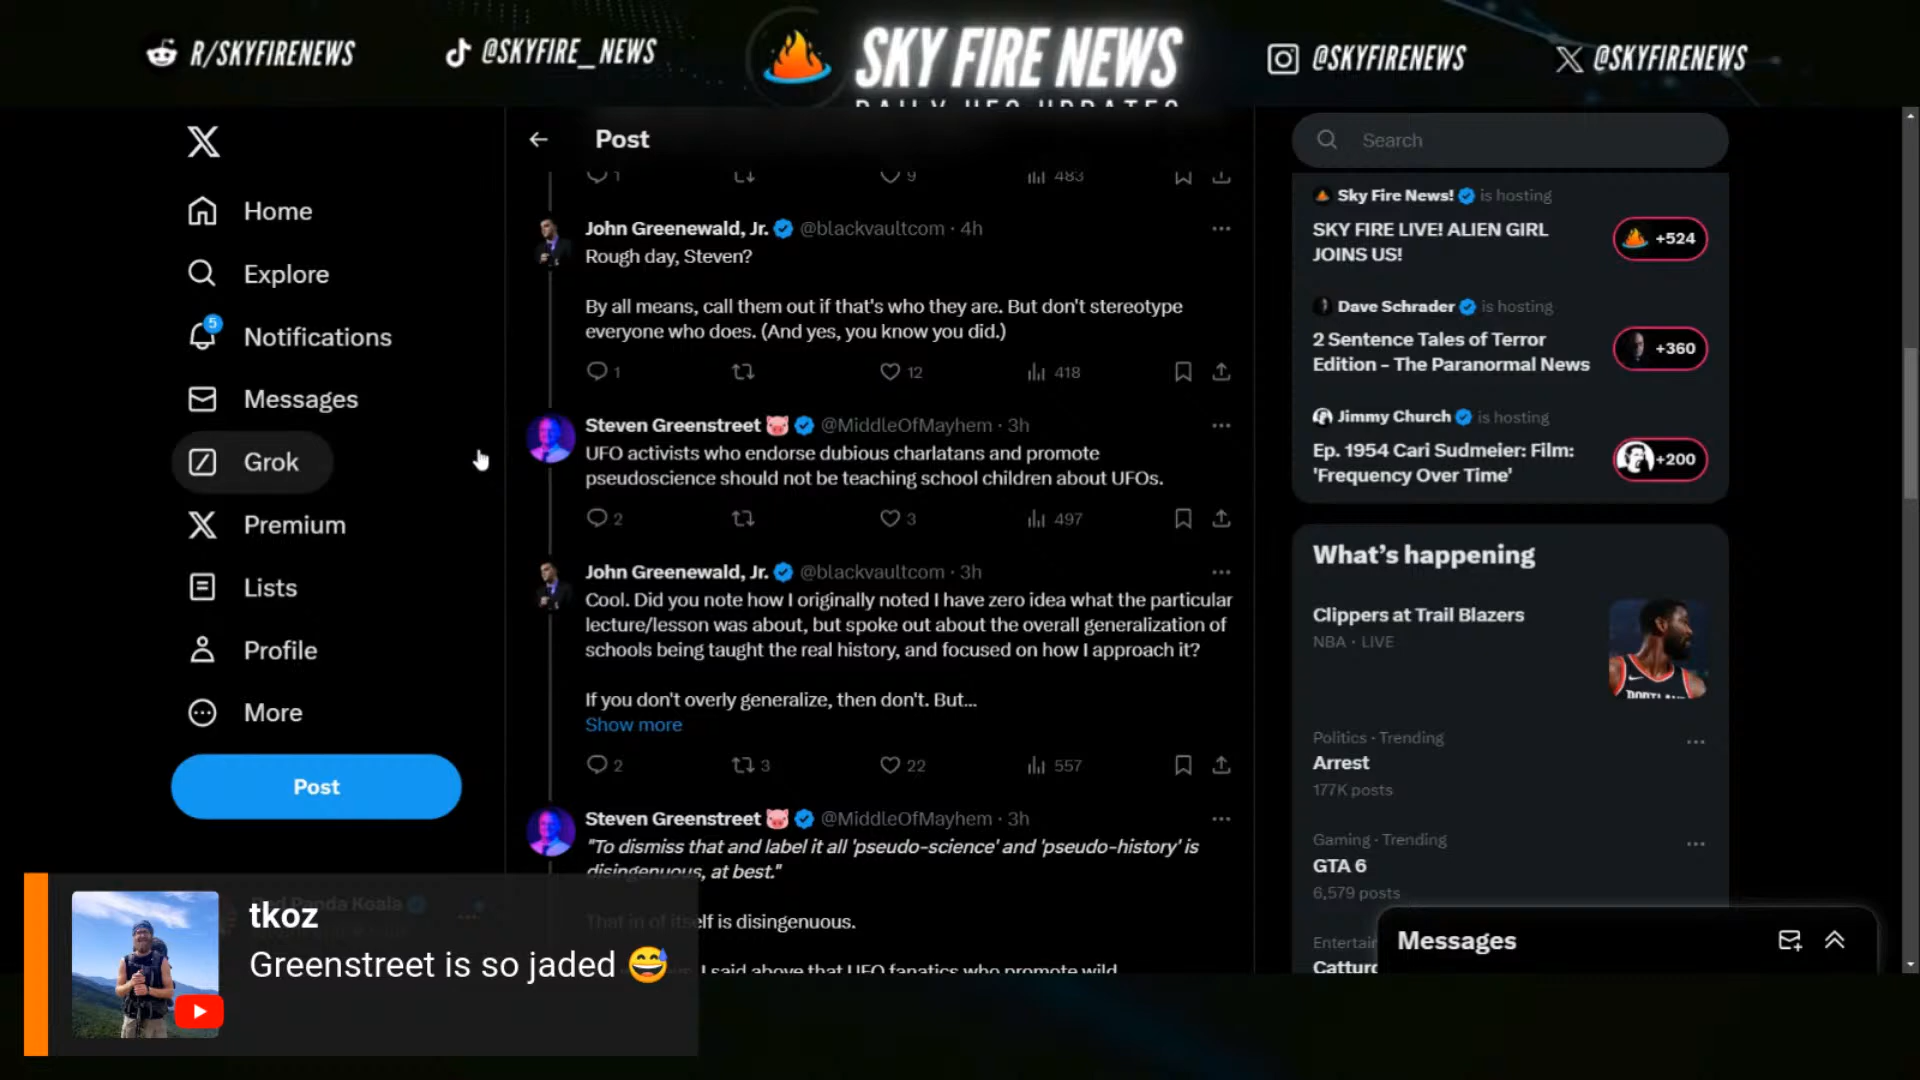 R/SKYFIRENEWS
@SKYFIRE_NEWS
SKY FIRE NEWS
DAILY UFO UPDATES
@SKYFIRENEWS
@SKYFIRENEWS
Home
Explore
5
Notifications
Messages
Grok
Premium
Lists
Profile
More
Post
Post
1
9
483
John Greenewald, Jr. @blackvaultcom · 4h
Rough day, Steven?
By all means, call them out if that's who they are. But don't stereotype
everyone who does. (And yes, you know you did.)
1
12
418
Steven Greenstreet 🐷 @MiddleOfMayhem · 3h
UFO activists who endorse dubious charlatans and promote
pseudoscience should not be teaching school children about UFOs.
2
3
497
John Greenewald, Jr. @blackvaultcom · 3h
Cool. Did you note how I originally noted I have zero idea what the particular
lecture/lesson was about, but spoke out about the overall generalization of
schools being taught the real history, and focused on how I approach it?
If you don't overly generalize, then don't. But...
Show more
2
3
22
557
Steven Greenstreet 🐷 @MiddleOfMayhem · 3h
"To dismiss that and label it all 'pseudo-science' and 'pseudo-history' is
disingenuous, at best."
That in of itself is disingenuous.
I said above that UFO fanatics who promote wild
Search
Sky Fire News! is hosting
SKY FIRE LIVE! ALIEN GIRL
JOINS US!
+524
Dave Schrader is hosting
2 Sentence Tales of Terror
Edition - The Paranormal News
+360
Jimmy Church is hosting
Ep. 1954 Cari Sudmeier: Film:
'Frequency Over Time'
+200
What's happening
Clippers at Trail Blazers
NBA · LIVE
Politics · Trending
Arrest
177K posts
Gaming · Trending
GTA 6
6,579 posts
Messages
Red Panda Koala
tkoz
Greenstreet is so jaded 😅